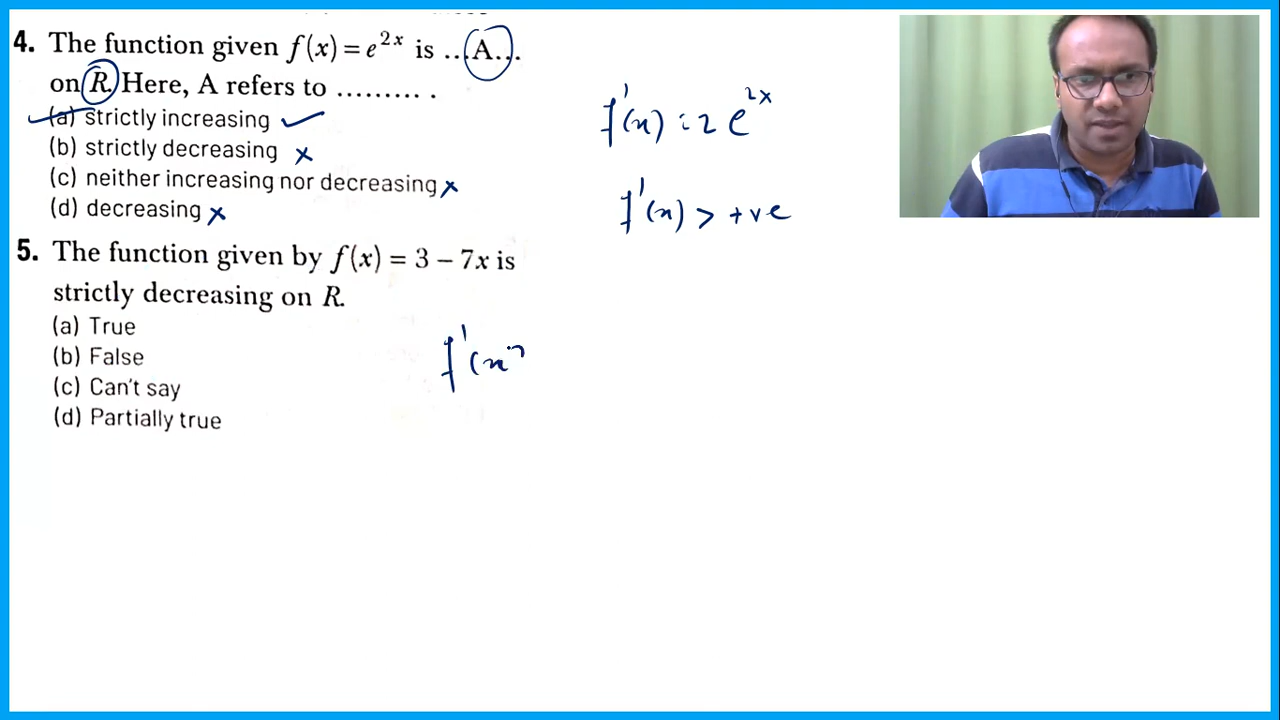 4. The function given f(x) = e^{2x} is ...A...
on R. Here, A refers to ......... .
(a) strictly increasing ✓
(b) strictly decreasing x
(c) neither increasing nor decreasing x
(d) decreasing x
f'(x) = 2 e^{2x}
f'(x) > +ve
5. The function given by f(x) = 3 – 7x is
strictly decreasing on R.
(a) True
(b) False
(c) Can't say
(d) Partially true
f'(x)